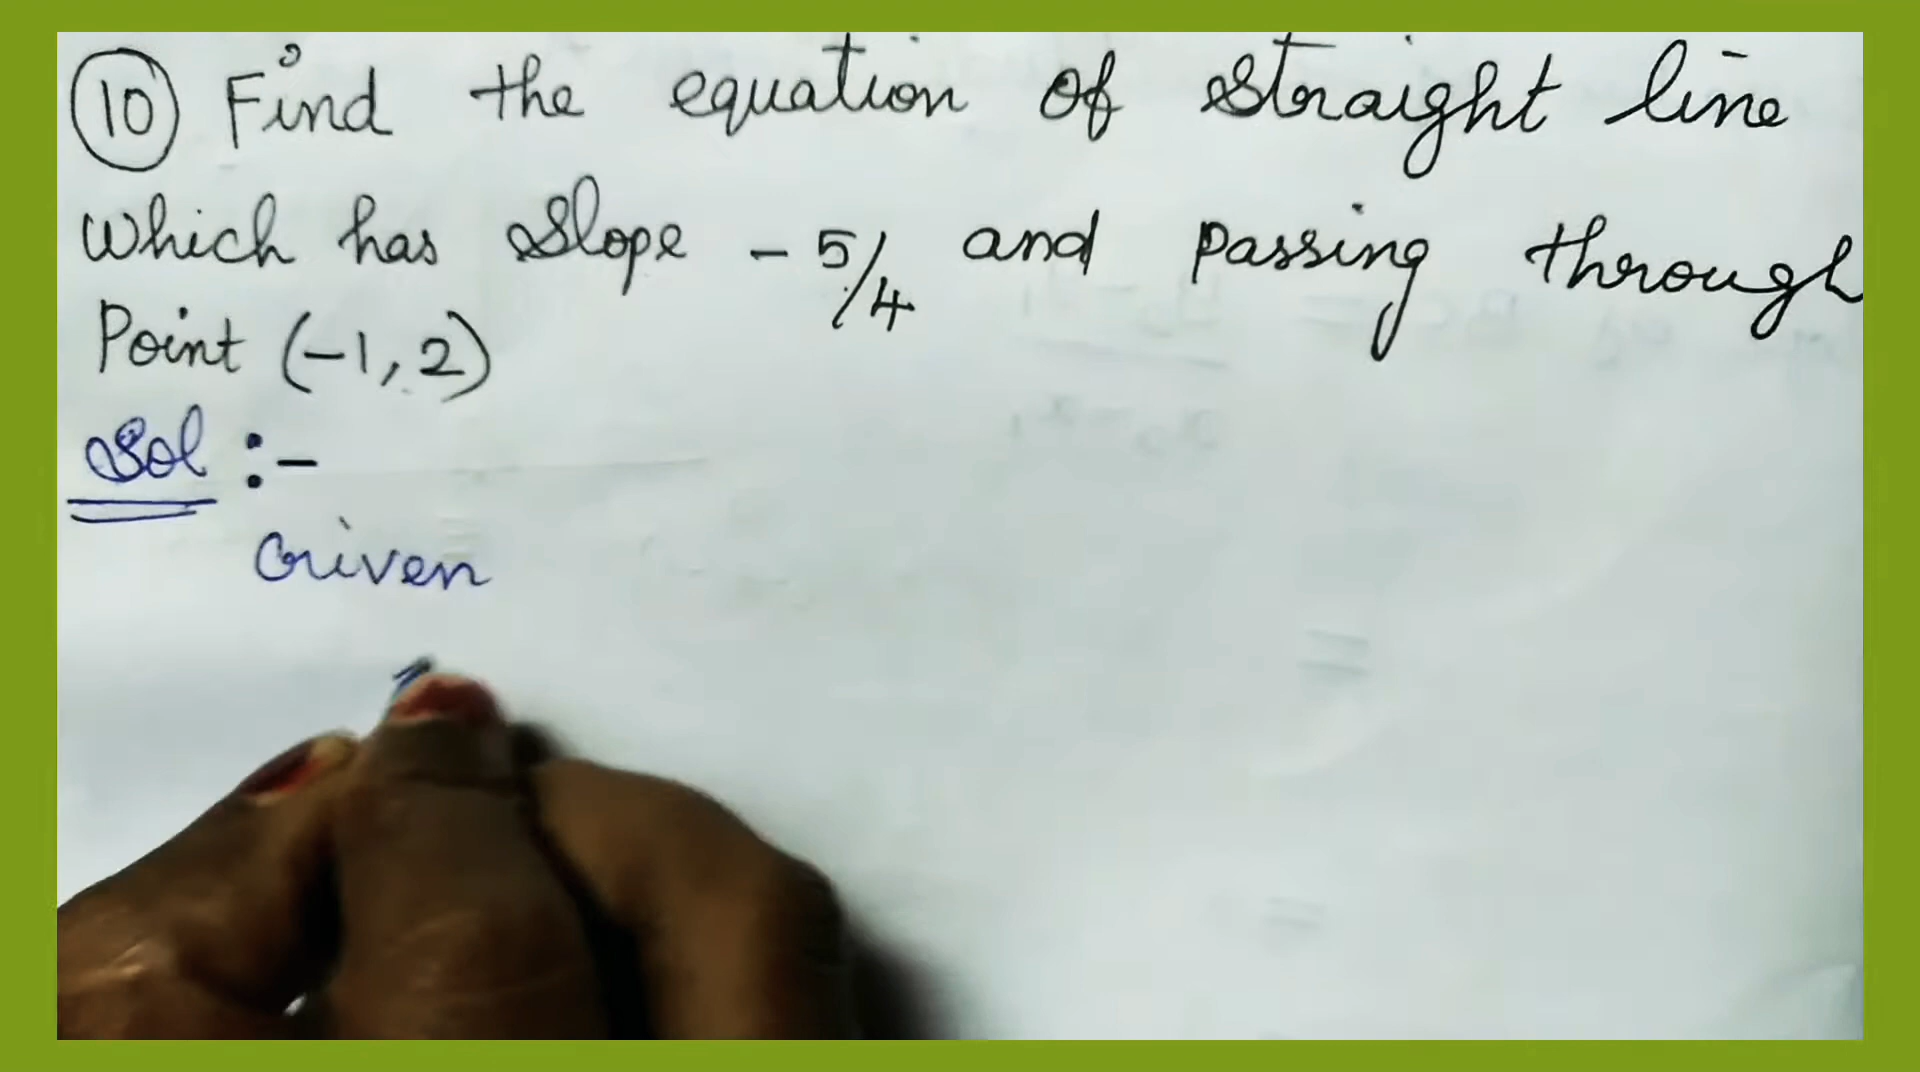 10 Find the equation of straight line
which has slope - 5/4 and passing through
Point (-1, 2)
Sol :-
Given